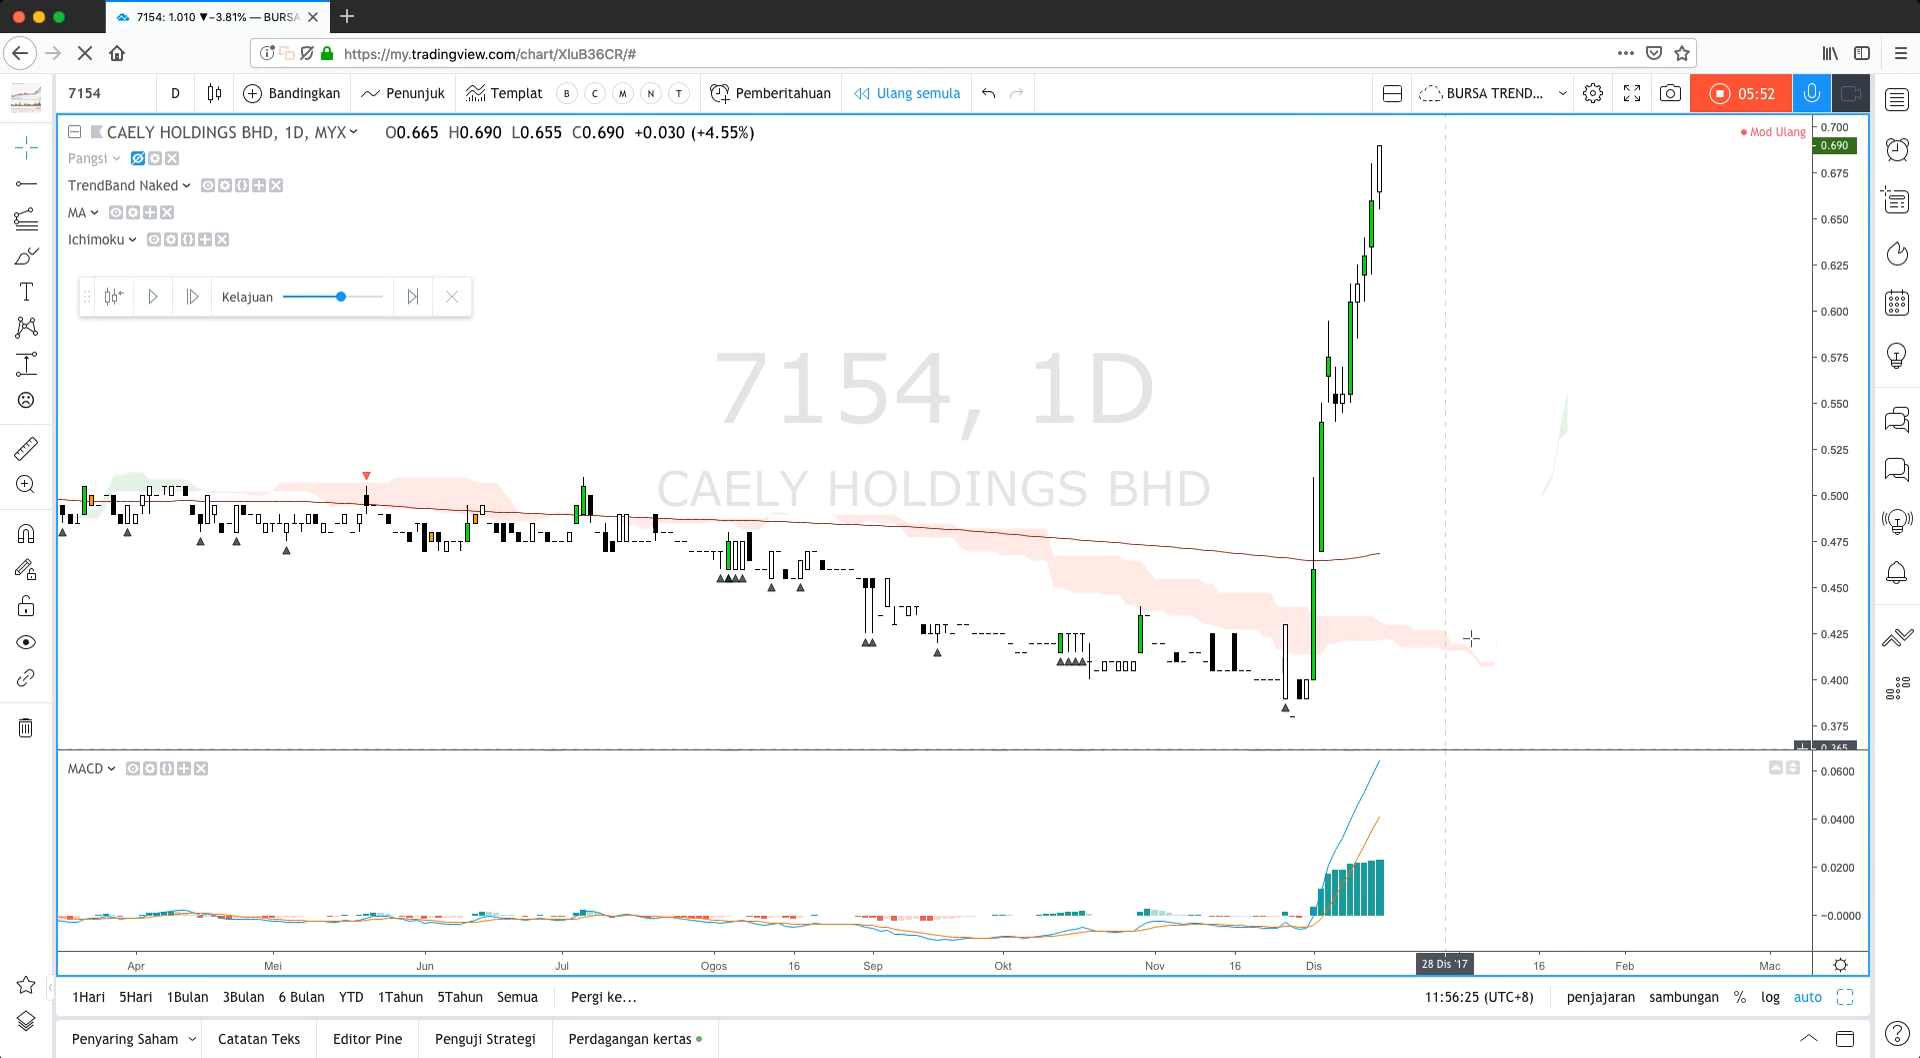 7154: 1.010 ▼−3.81% — BURSA
https://my.tradingview.com/chart/XluB36CR/#
7154 D Bandingkan Penunjuk Templat B C M N T Pemberitahuan Ulang semula BURSA TREND... 05:52
CAELY HOLDINGS BHD, 1D, MYX O0.665 H0.690 L0.655 C0.690 +0.030 (+4.55%)
Mod Ulang
Pangsi
TrendBand Naked
MA
Ichimoku
Kelajuan
7154, 1D
CAELY HOLDINGS BHD
0.700
0.690
0.675
0.650
0.625
0.600
0.575
0.550
0.525
0.500
0.475
0.450
0.425
0.400
0.375
0.365
MACD
0.0600
0.0400
0.0200
−0.0000
Apr Mei Jun Jul Ogos 16 Sep Okt Nov 16 Dis 28 Dis '17 16 Feb Mac
1Hari 5Hari 1Bulan 3Bulan 6 Bulan YTD 1Tahun 5Tahun Semua Pergi ke... 11:56:25 (UTC+8) penjajaran sambungan % log auto
Penyaring Saham Catatan Teks Editor Pine Penguji Strategi Perdagangan kertas